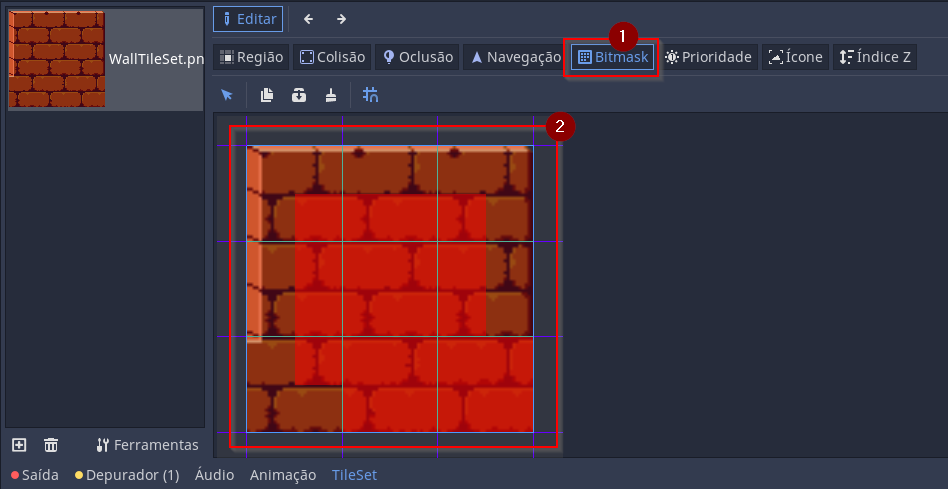 Editar
1
WallTileSet.pn
Região Colisão Oclusão Navegação Bitmask Prioridade Ícone Índice Z
2
Ferramentas
Saída Depurador (1) Áudio Animação TileSet